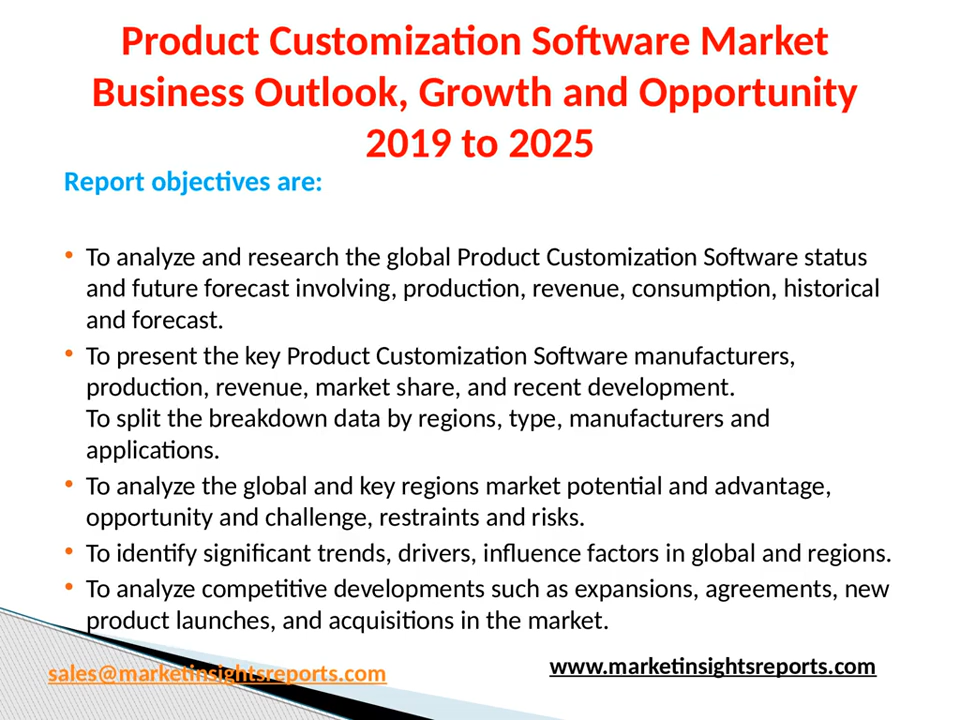 Product Customization Software Market
Business Outlook, Growth and Opportunity
2019 to 2025
Report objectives are:
• To analyze and research the global Product Customization Software status
and future forecast involving, production, revenue, consumption, historical
and forecast.
• To present the key Product Customization Software manufacturers,
production, revenue, market share, and recent development.
To split the breakdown data by regions, type, manufacturers and
applications.
• To analyze the global and key regions market potential and advantage,
opportunity and challenge, restraints and risks.
• To identify significant trends, drivers, influence factors in global and regions.
• To analyze competitive developments such as expansions, agreements, new
product launches, and acquisitions in the market.
sales@marketinsightsreports.com
www.marketinsightsreports.com